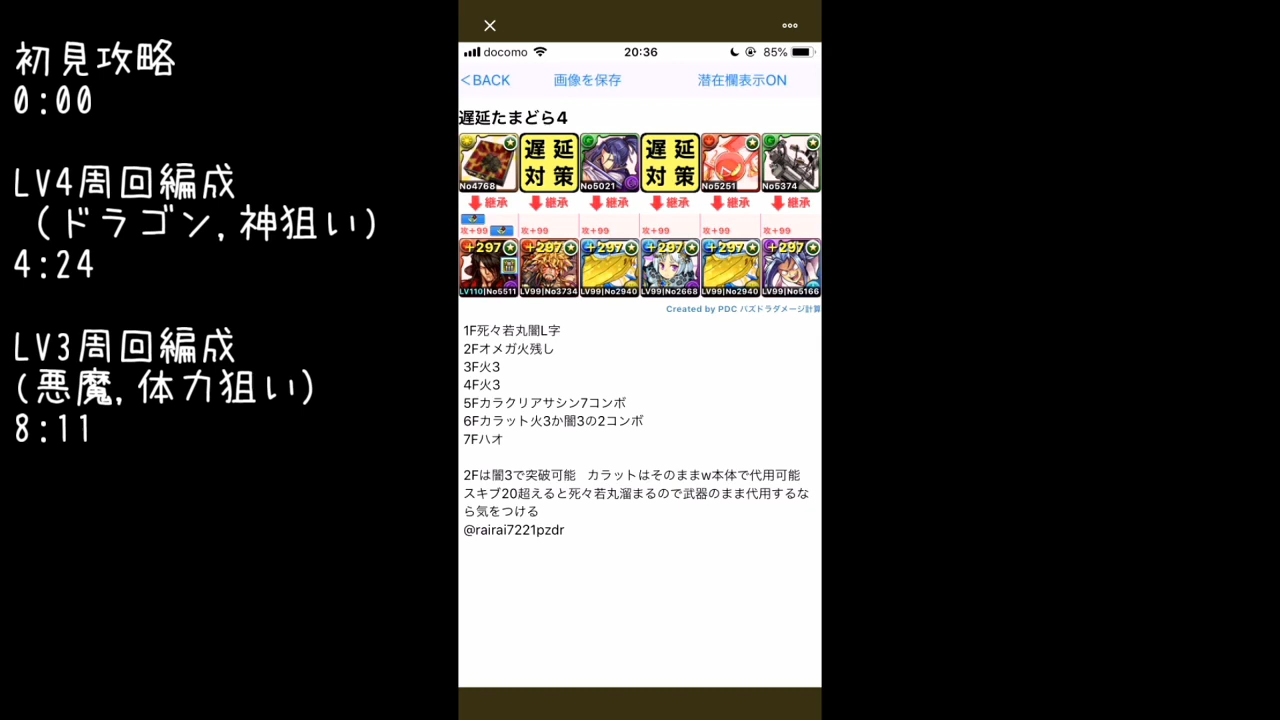 初見攻略
0:00
LV4周回編成
(ドラゴン,神狙い)
4:24
LV3周回編成
(悪魔,体力狙い)
8:11
docomo 20:36 85%
<BACK 画像を保存 潜在欄表示ON
遅延たまどら4
No4768 遅延対策 No5021 遅延対策 No5251 No5374
継承 継承 継承 継承 継承 継承
攻+99 攻+99 攻+99 攻+99 攻+99 攻+99
+297 +297 +297 +297 +297 +297
LV110|No5511 LV99|No3734 LV99|No2940 LV99|No2668 LV99|No2940 LV99|No5166
Created by PDC パズドラダメージ計算
1F死々若丸闇L字
2Fオメガ火残し
3F火3
4F火3
5Fカラクリアサシン7コンボ
6Fカラット火3か闇3の2コンボ
7Fハオ
2Fは闇3で突破可能 カラットはそのままw本体で代用可能
スキブ20超えると死々若丸溜まるので武器のまま代用するな
ら気をつける
@rairai7221pzdr